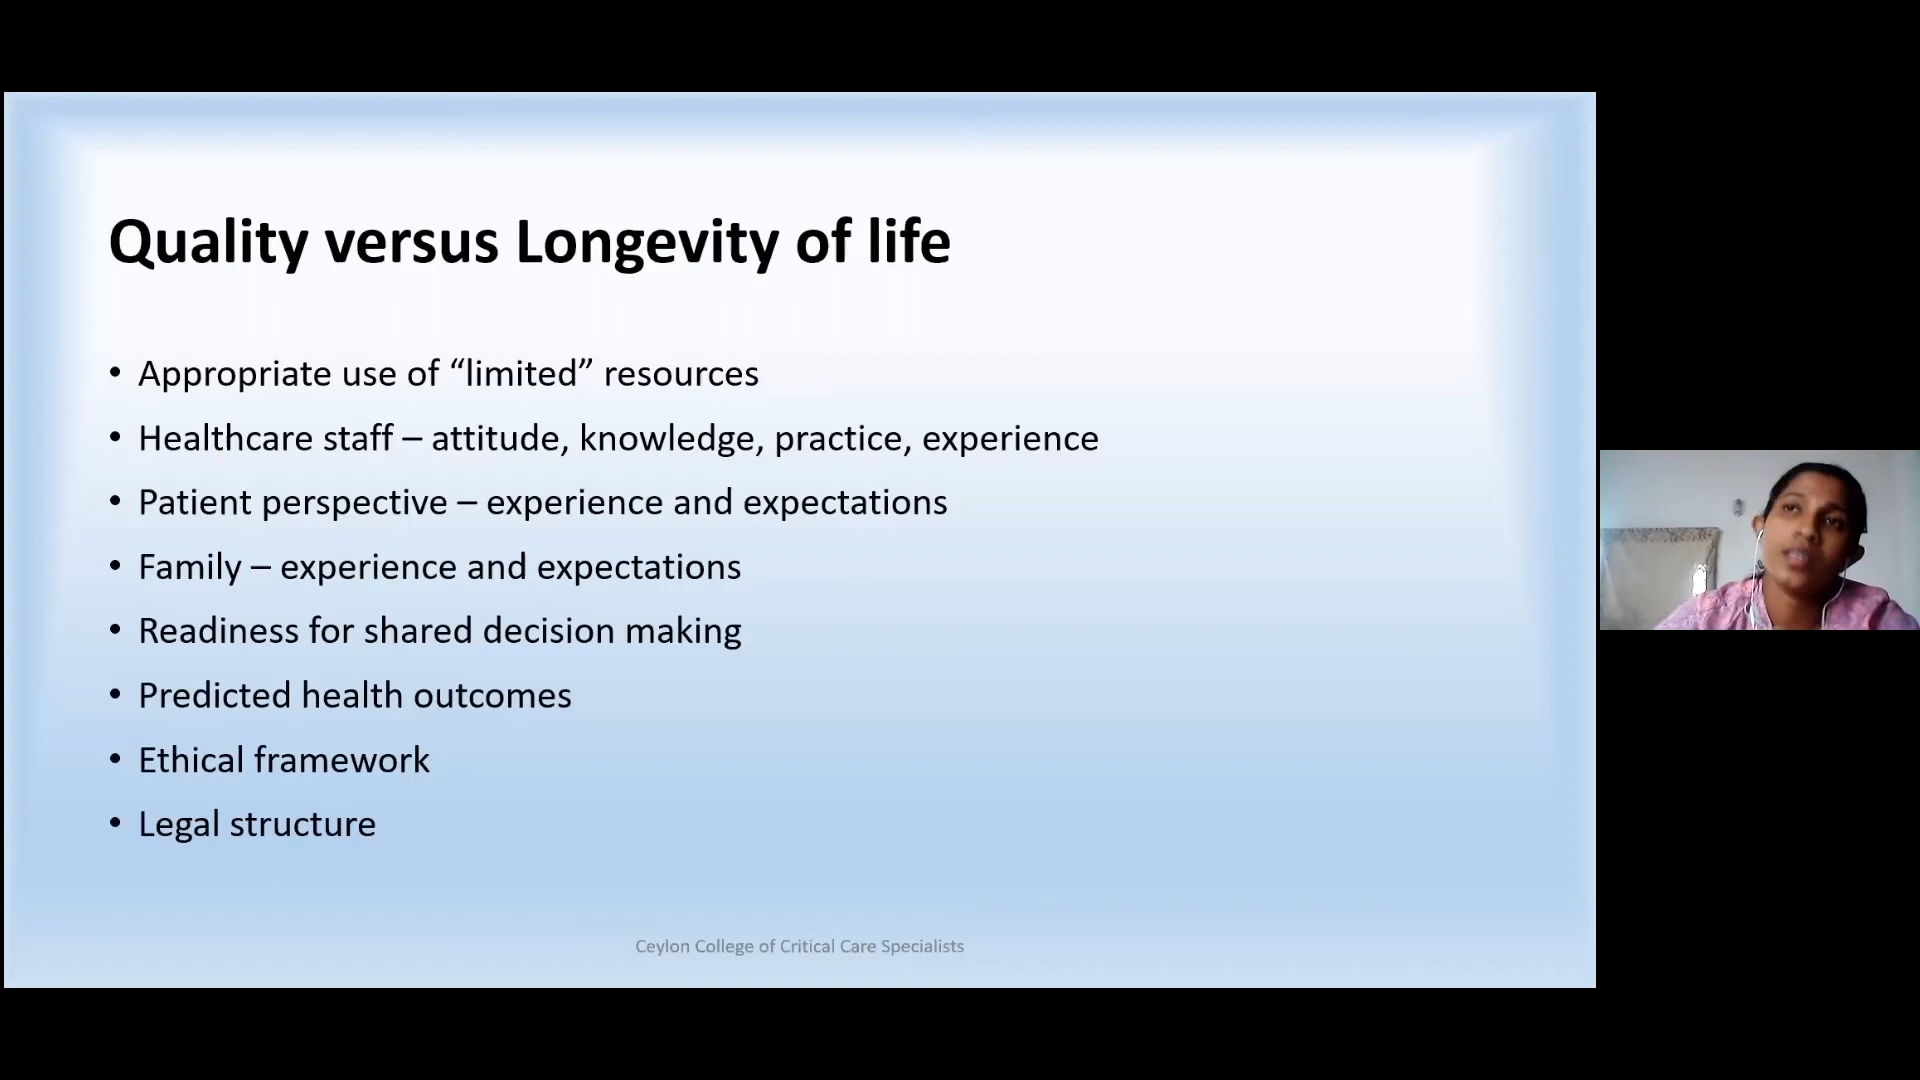 Quality versus Longevity of life
• Appropriate use of “limited” resources
• Healthcare staff – attitude, knowledge, practice, experience
• Patient perspective – experience and expectations
• Family – experience and expectations
• Readiness for shared decision making
• Predicted health outcomes
• Ethical framework
• Legal structure
Ceylon College of Critical Care Specialists